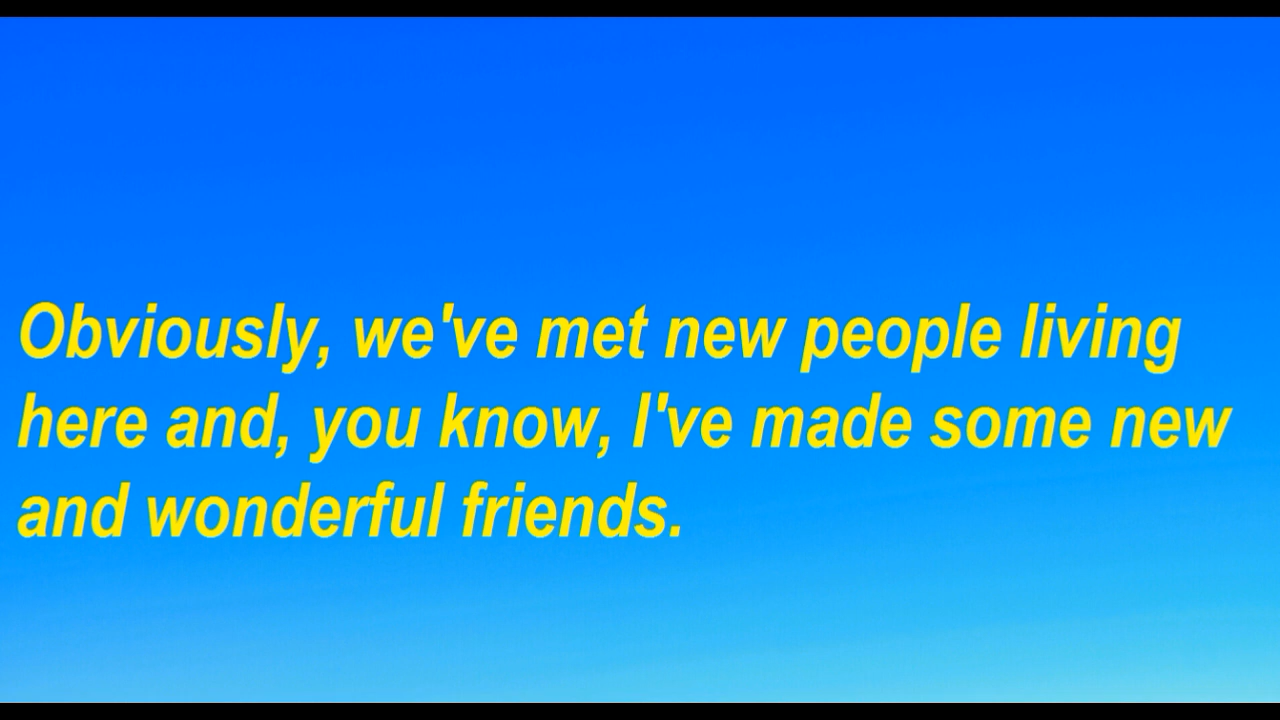 Obviously, we've met new people living
here and, you know, I've made some new
and wonderful friends.